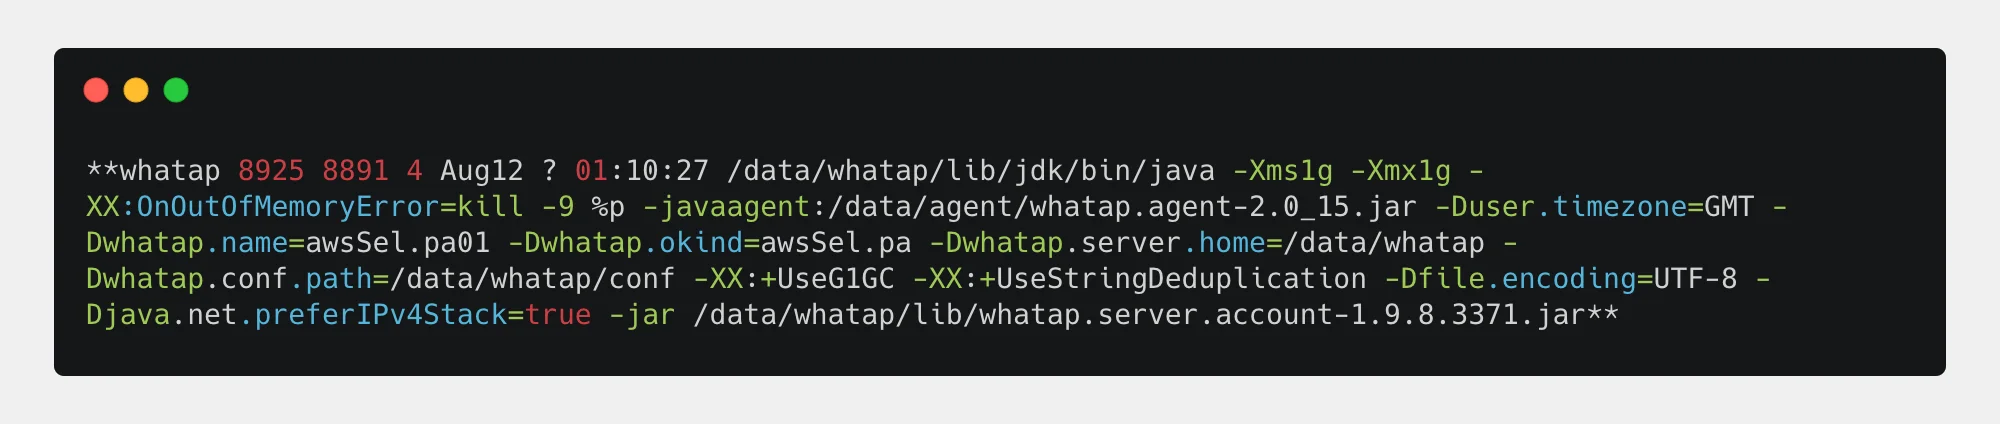 **whatap 8925 8891 4 Aug12 ? 01:10:27 /data/whatap/lib/jdk/bin/java -Xms1g -Xmx1g -
XX:OnOutOfMemoryError=kill -9 %p -javaagent:/data/agent/whatap.agent-2.0_15.jar -Duser.timezone=GMT -
Dwhatap.name=awsSel.pa01 -Dwhatap.okind=awsSel.pa -Dwhatap.server.home=/data/whatap -
Dwhatap.conf.path=/data/whatap/conf -XX:+UseG1GC -XX:+UseStringDeduplication -Dfile.encoding=UTF-8 -
Djava.net.preferIPv4Stack=true -jar /data/whatap/lib/whatap.server.account-1.9.8.3371.jar**